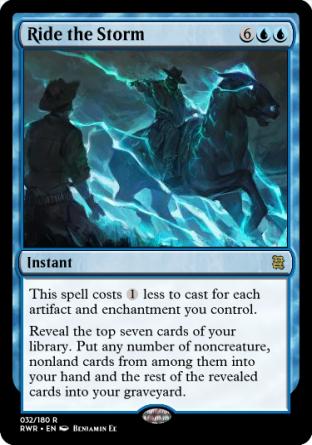 Ride the Storm 6
Instant
This spell costs 1 less to cast for each
artifact and enchantment you control.
Reveal the top seven cards of your
library. Put any number of noncreature,
nonland cards from among them into
your hand and the rest of the revealed
cards into your graveyard.
032/180 R
RWR • EN Benjamin Ee